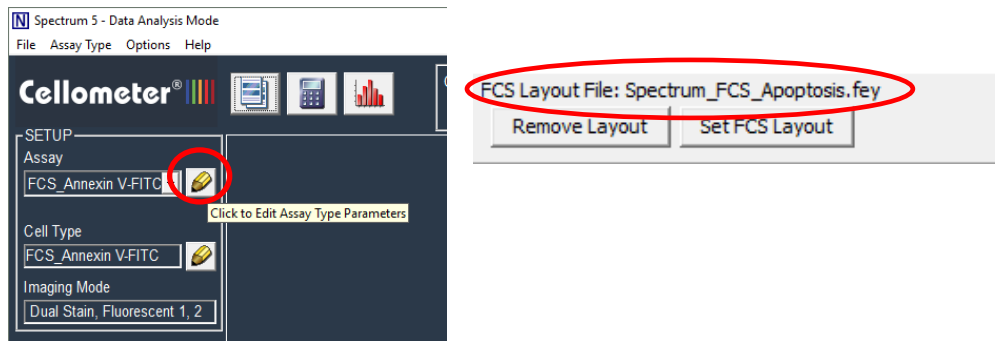 N Spectrum 5 - Data Analysis Mode
File Assay Type Options Help
Cellometer®
SETUP
Assay
FCS_Annexin V-FITC
Click to Edit Assay Type Parameters
Cell Type
FCS_Annexin V-FITC
Imaging Mode
Dual Stain, Fluorescent 1, 2
FCS Layout File: Spectrum_FCS_Apoptosis.fey
Remove Layout Set FCS Layout